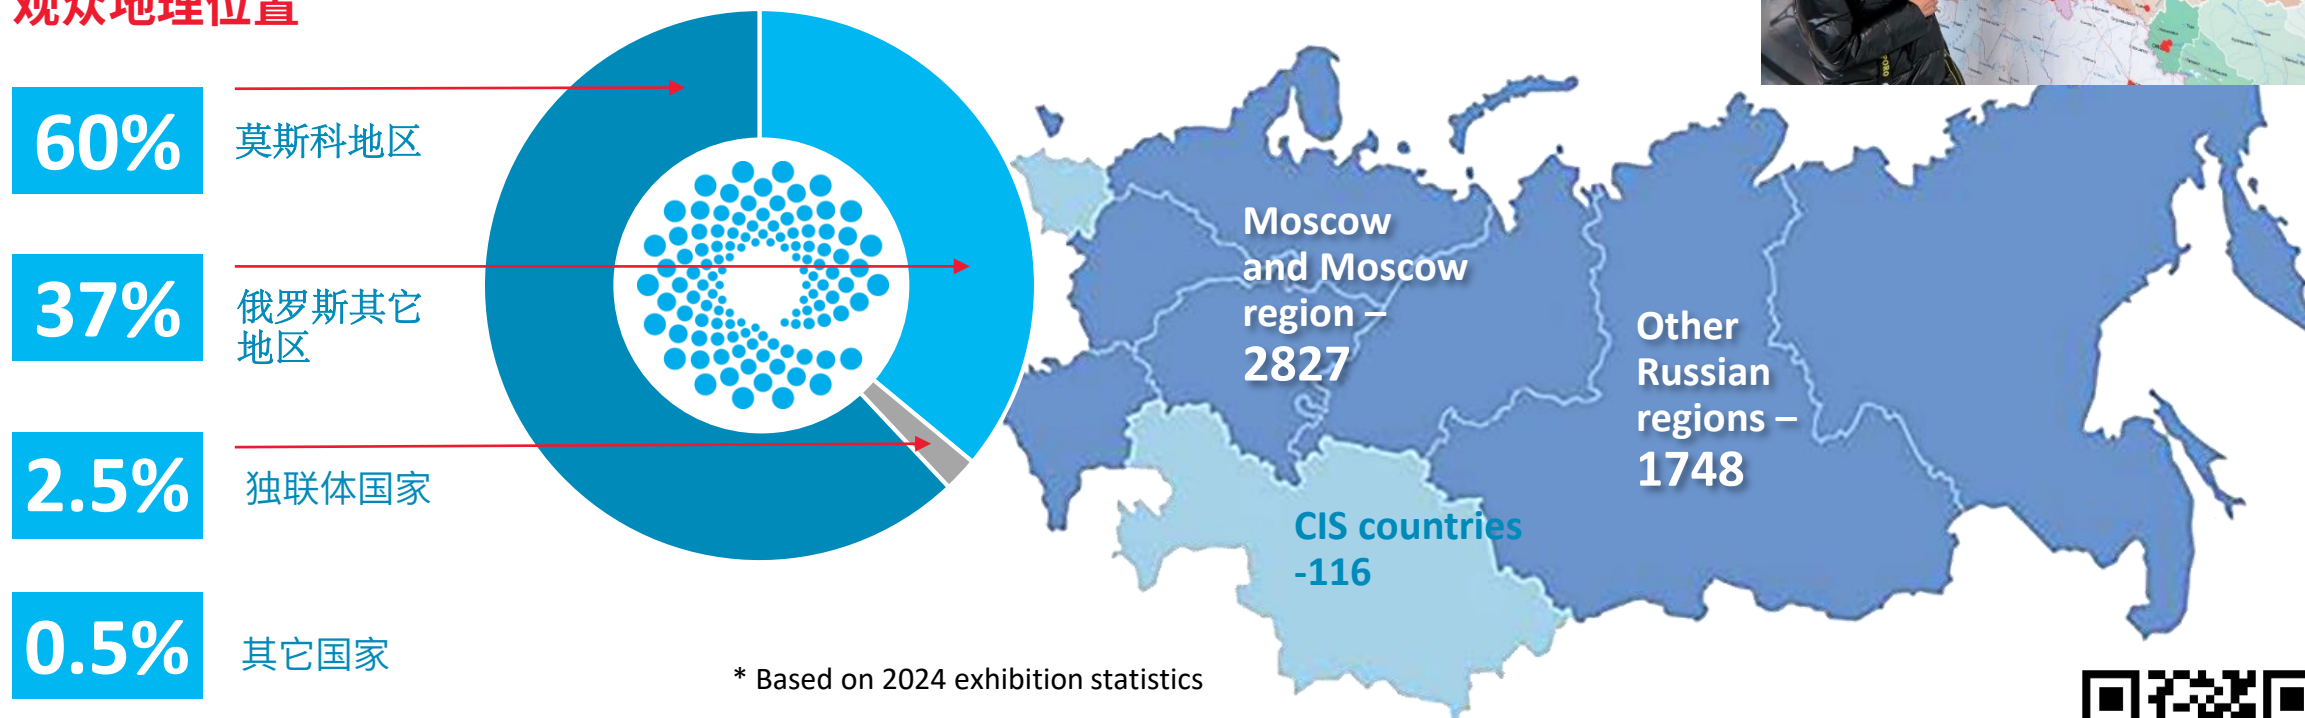 观众地理位置
60%
莫斯科地区
37%
俄罗斯其它
地区
2.5%
独联体国家
0.5%
其它国家
Moscow
and Moscow
region –
2827
Other
Russian
regions –
1748
CIS countries
-116
* Based on 2024 exhibition statistics